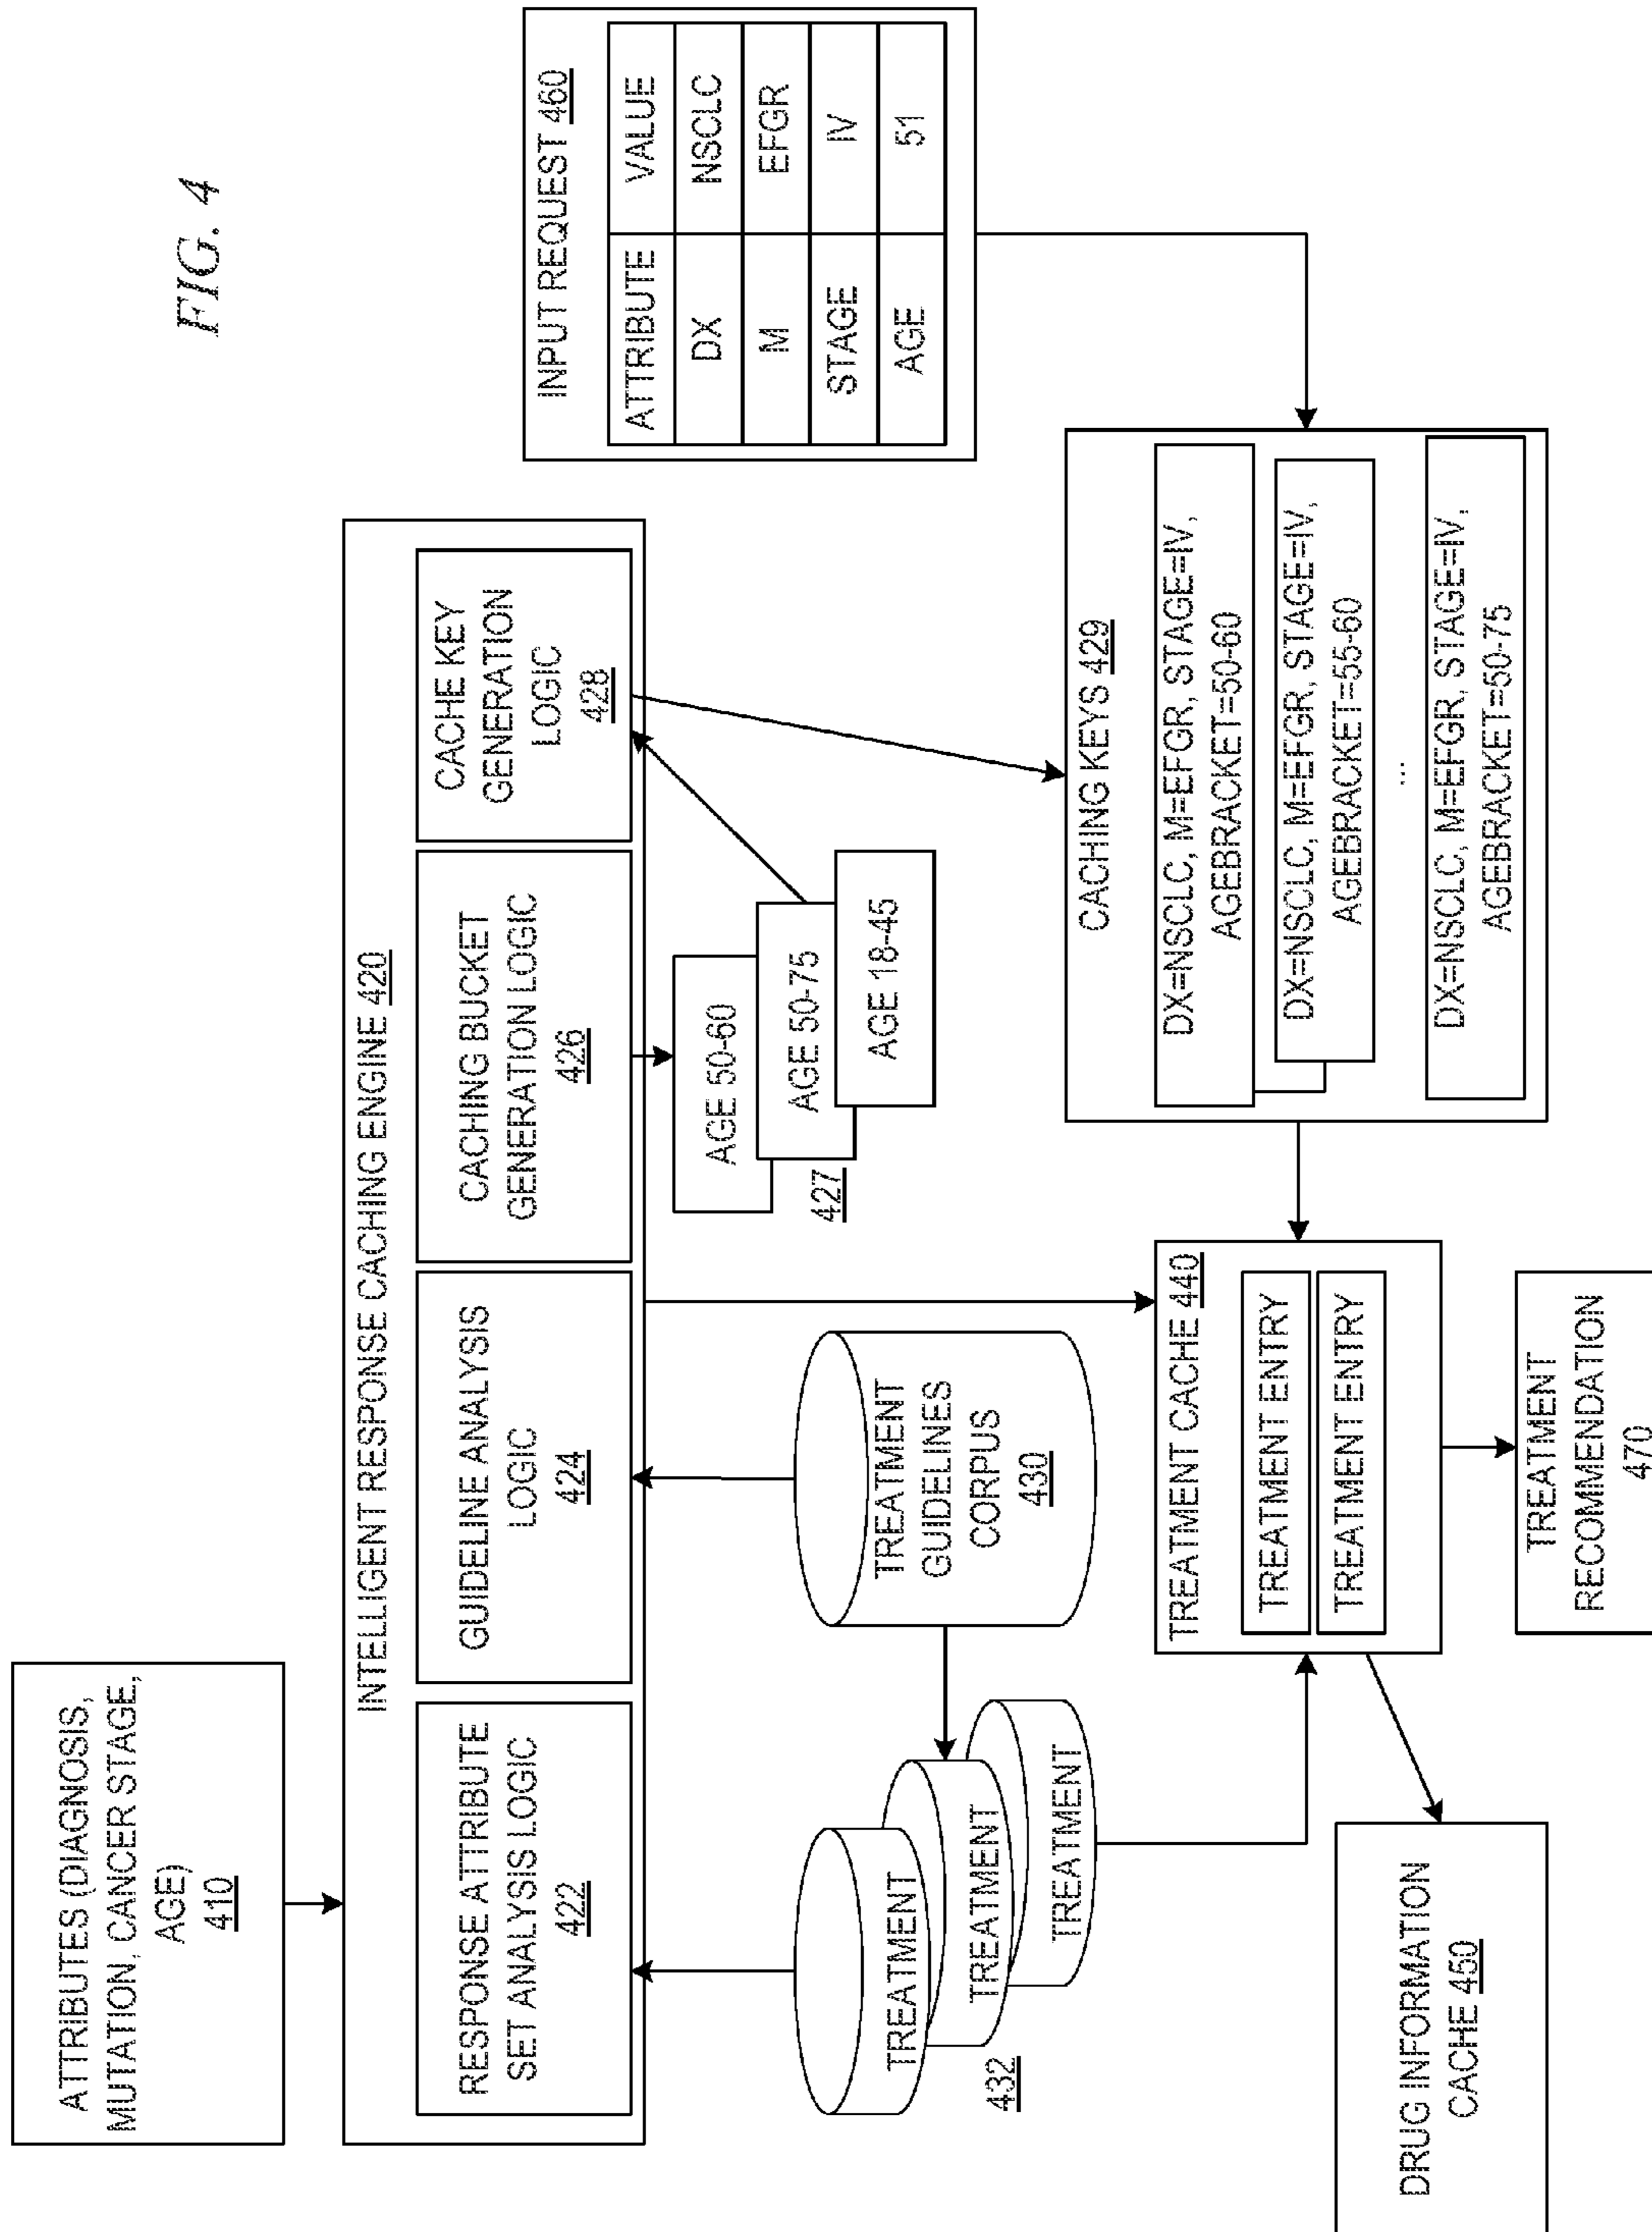 FIG. 4
ATTRIBUTES (DIAGNOSIS,
MUTATION, CANCER STAGE,
AGE)
410
INTELLIGENT RESPONSE CACHING ENGINE 420
RESPONSE ATTRIBUTE
SET ANALYSIS LOGIC
422
GUIDELINE ANALYSIS
LOGIC
424
CACHING BUCKET
GENERATION LOGIC
426
CACHE KEY
GENERATION
LOGIC
428
INPUT REQUEST 460
ATTRIBUTE VALUE
DX NSCLC
M EFGR
STAGE IV
AGE 51
AGE 50-60
AGE 50-75
AGE 18-45
427
TREATMENT
TREATMENT
TREATMENT
432
TREATMENT
GUIDELINES
CORPUS
430
CACHING KEYS 429
DX=NSCLC, M=EFGR, STAGE=IV,
AGEBRACKET=50-60
DX=NSCLC, M=EFGR, STAGE=IV,
AGEBRACKET=55-60
...
DX=NSCLC, M=EFGR, STAGE=IV,
AGEBRACKET=50-75
TREATMENT CACHE 440
TREATMENT ENTRY
TREATMENT ENTRY
DRUG INFORMATION
CACHE 450
TREATMENT
RECOMMENDATION
470